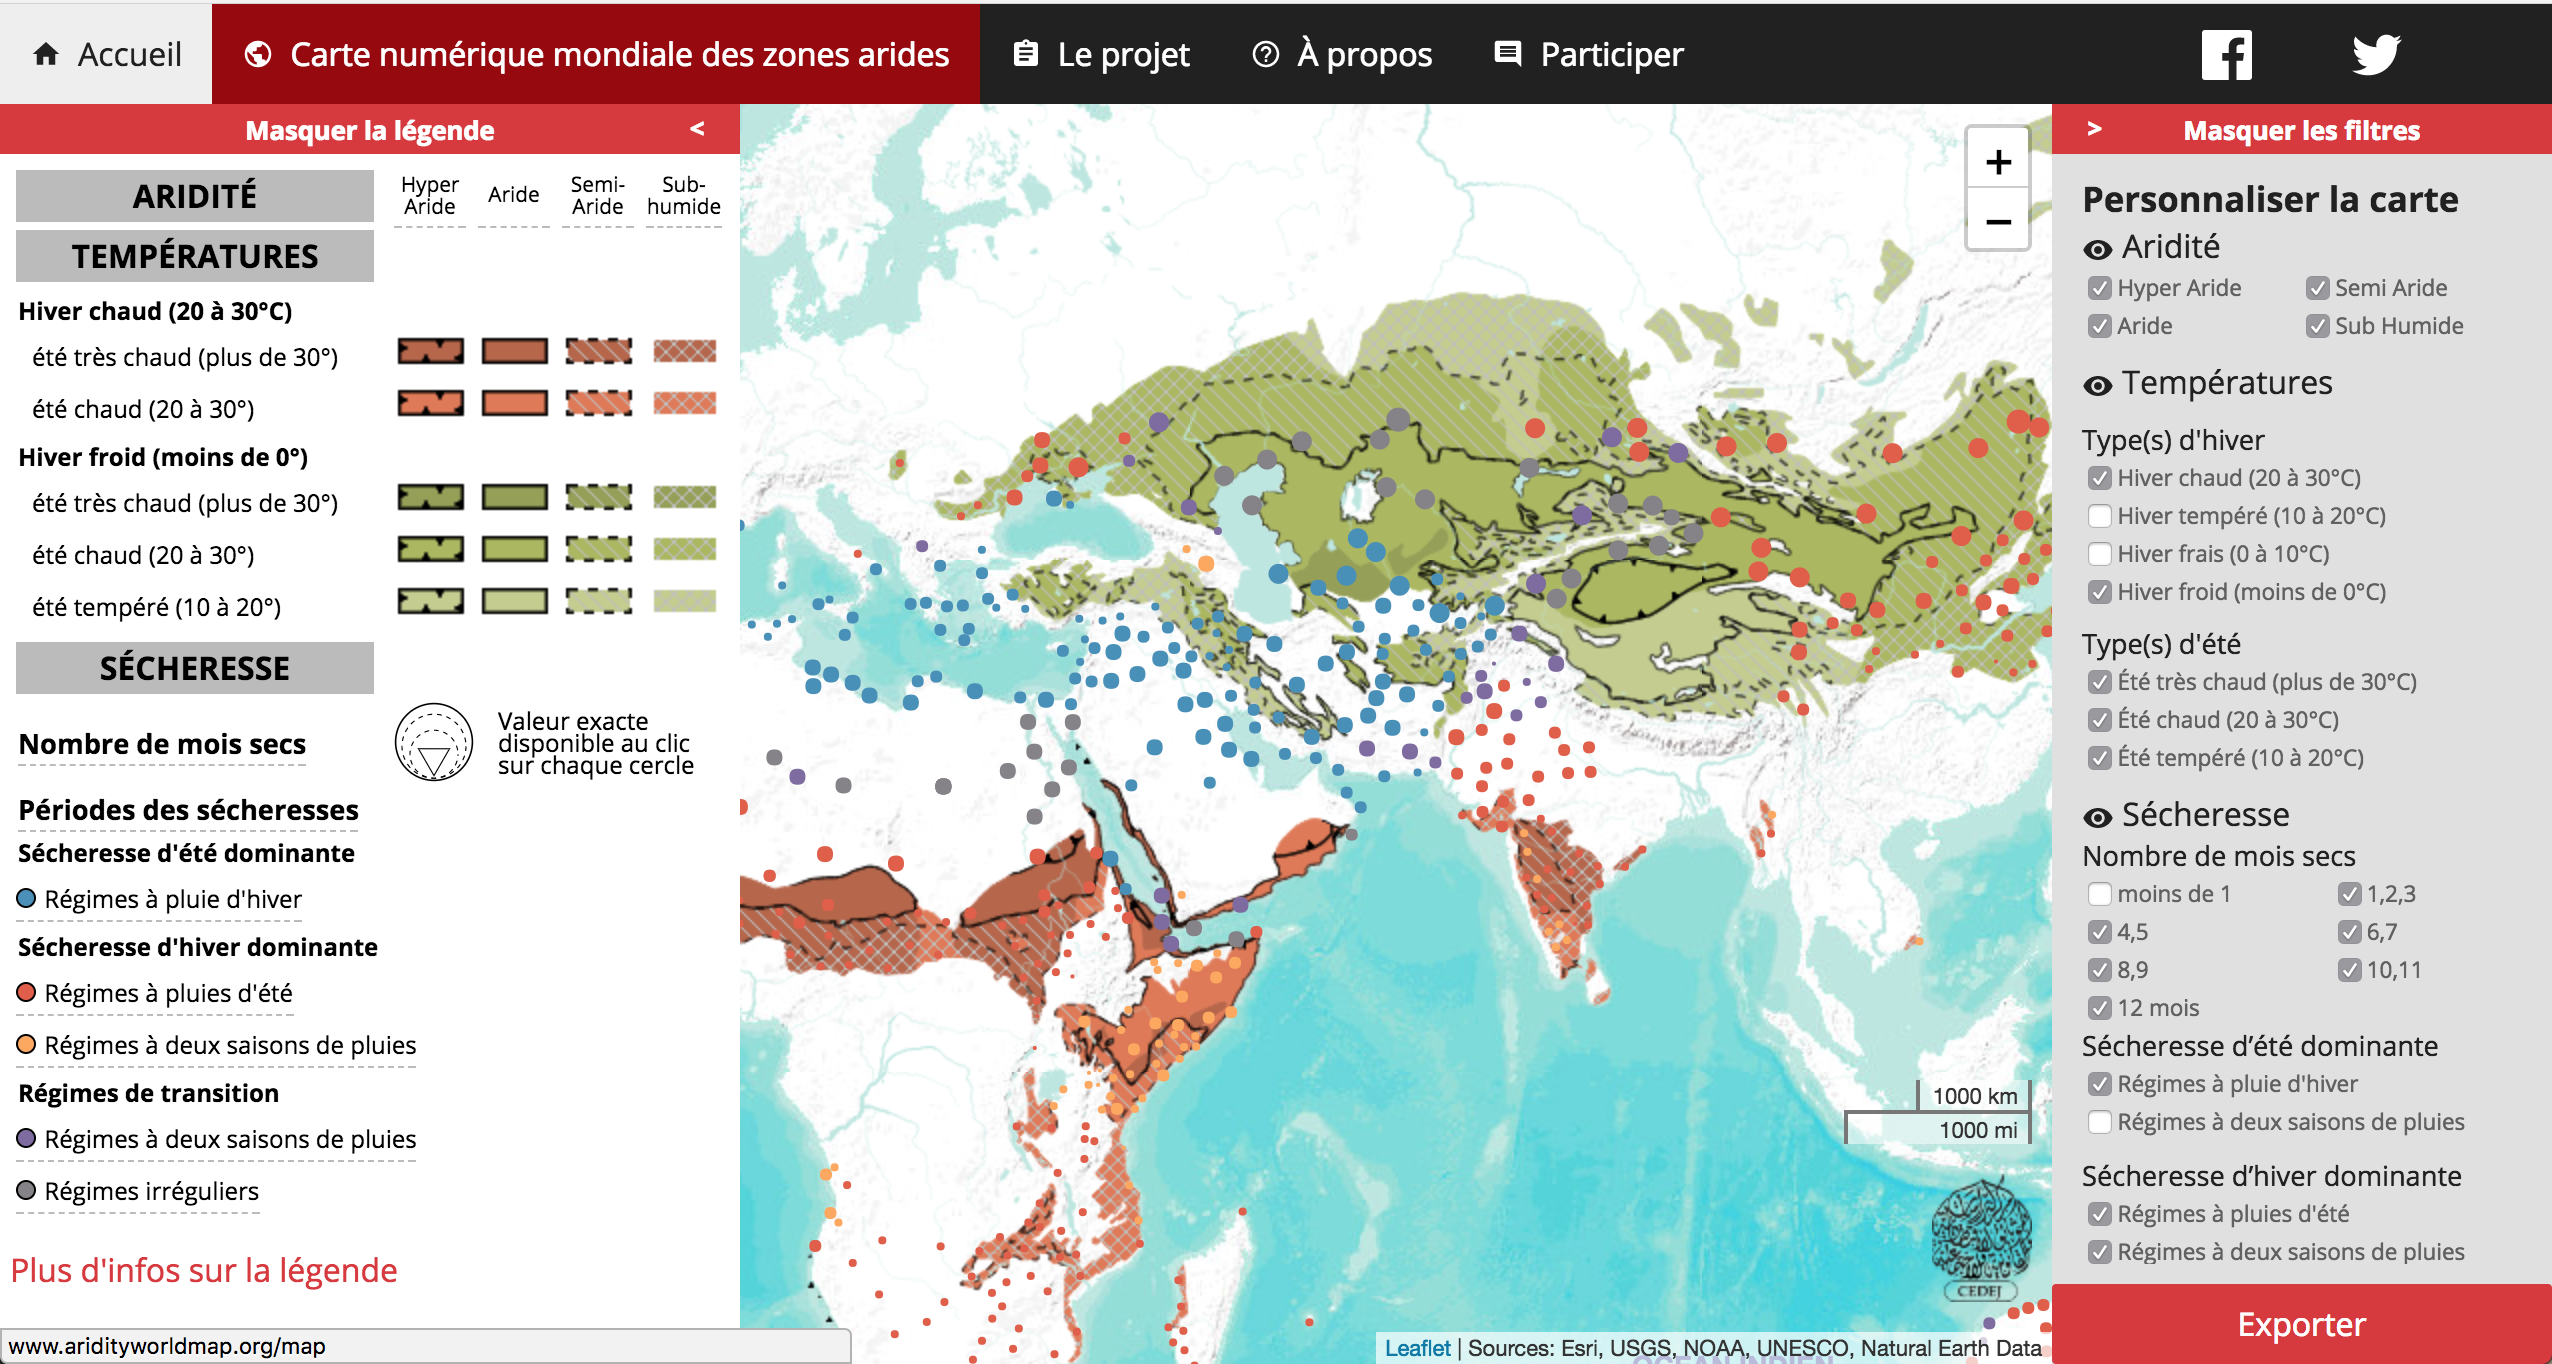 Accueil
Carte numérique mondiale des zones arides
Le projet
À propos
Participer
Masquer la légende
<
ARIDITÉ
Hyper
Aride
Aride
Semi-
Aride
Sub-
humide
TEMPÉRATURES
Hiver chaud (20 à 30°C)
été très chaud (plus de 30°)
été chaud (20 à 30°)
Hiver froid (moins de 0°)
été très chaud (plus de 30°)
été chaud (20 à 30°)
été tempéré (10 à 20°)
SÉCHERESSE
Nombre de mois secs
Valeur exacte
disponible au clic
sur chaque cercle
Périodes des sécheresses
Sécheresse d'été dominante
Régimes à pluie d'hiver
Sécheresse d'hiver dominante
Régimes à pluies d'été
Régimes à deux saisons de pluies
Régimes de transition
Régimes à deux saisons de pluies
Régimes irréguliers
Plus d'infos sur la légende
www.aridityworldmap.org/map
+
−
1000 km
1000 mi
CEDEJ
OCEAN INDIEN
Leaflet | Sources: Esri, USGS, NOAA, UNESCO, Natural Earth Data
>
Masquer les filtres
Personnaliser la carte
Aridité
Hyper Aride
Semi Aride
Aride
Sub Humide
Températures
Type(s) d'hiver
Hiver chaud (20 à 30°C)
Hiver tempéré (10 à 20°C)
Hiver frais (0 à 10°C)
Hiver froid (moins de 0°C)
Type(s) d'été
Été très chaud (plus de 30°C)
Été chaud (20 à 30°C)
Été tempéré (10 à 20°C)
Sécheresse
Nombre de mois secs
moins de 1
1,2,3
4,5
6,7
8,9
10,11
12 mois
Sécheresse d’été dominante
Régimes à pluie d'hiver
Régimes à deux saisons de pluies
Sécheresse d’hiver dominante
Régimes à pluies d'été
Régimes à deux saisons de pluies
Exporter